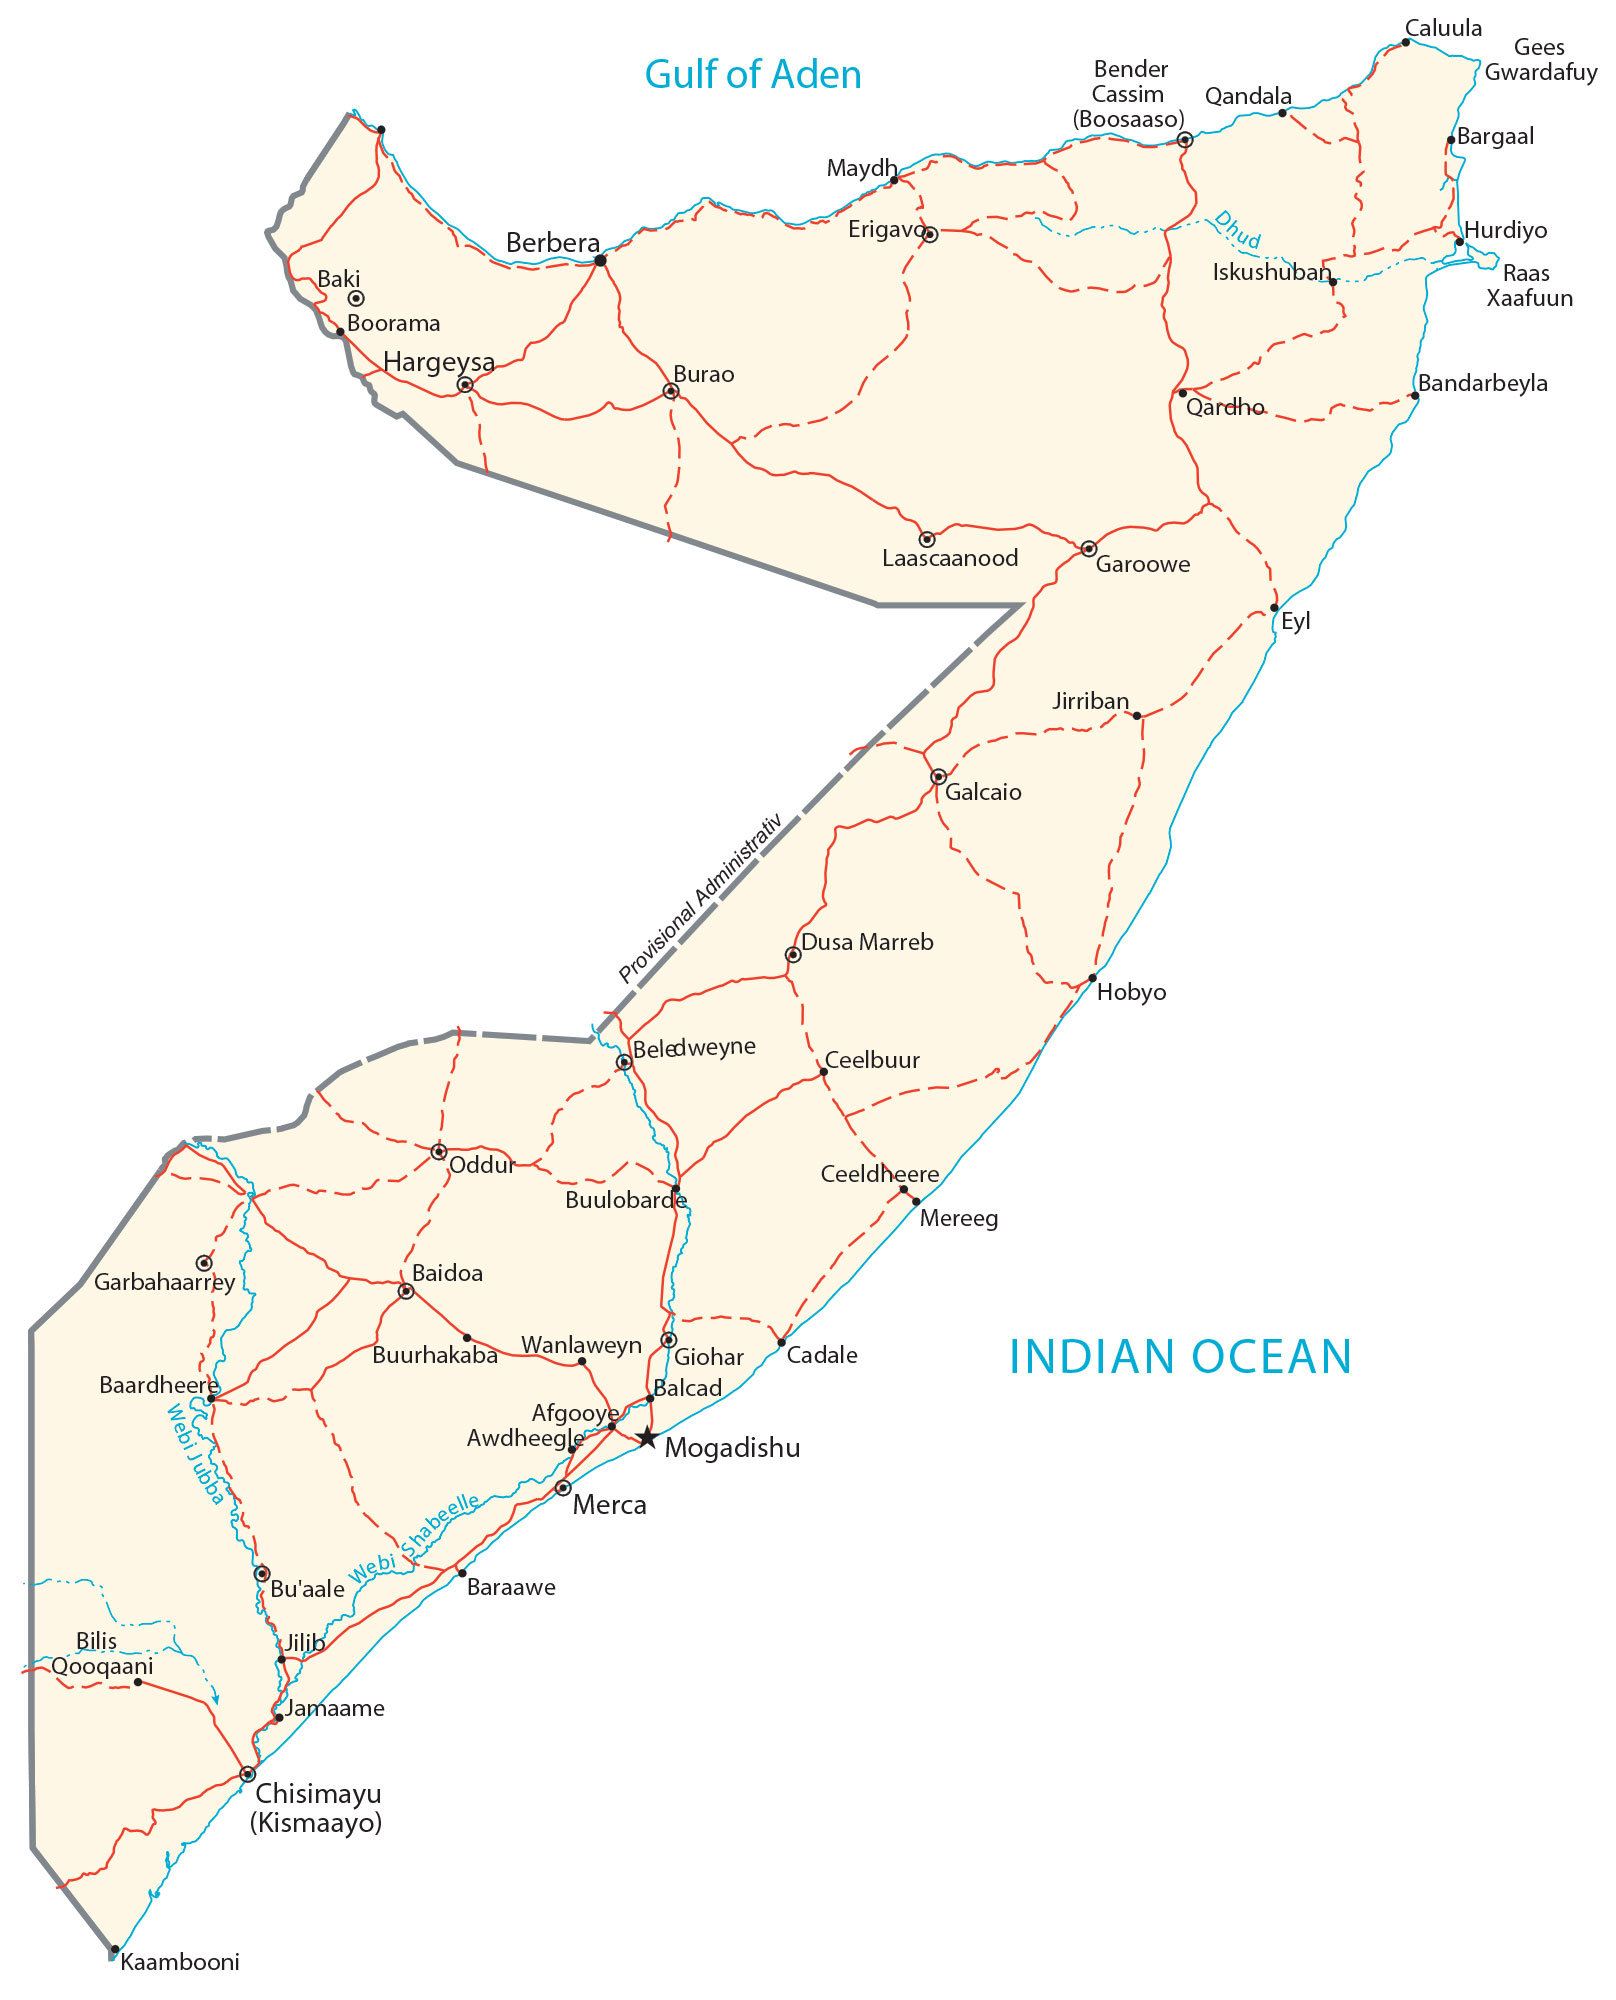 Caluula
Gulf of Aden
Gees
Gwardafuy
Bender
Cassim
(Boosaaso)
Qandala
Bargaal
Maydh
Erigavo
Dhud
Hurdiyo
Berbera
Iskushuban
Raas
Xaafuun
Baki
Boorama
Hargeysa
Burao
Bandarbeyla
Qardho
Laascaanood
Garoowe
Eyl
Jirriban
Galcaio
Provisional Administrativ
Dusa Marreb
Hobyo
Beledweyne
Ceelbuur
Oddur
Ceeldheere
Buulobarde
Mereeg
Garbahaarrey
Baidoa
Buurhakaba
Wanlaweyn
Giohar
Cadale
INDIAN OCEAN
Baardheere
Balcad
Afgooye
Awdheegle
Mogadishu
Webi Jubba
Merca
Webi Shabeelle
Bu'aale
Baraawe
Bilis
Qooqaani
Jilib
Jamaame
Chisimayu
(Kismaayo)
Kaambooni